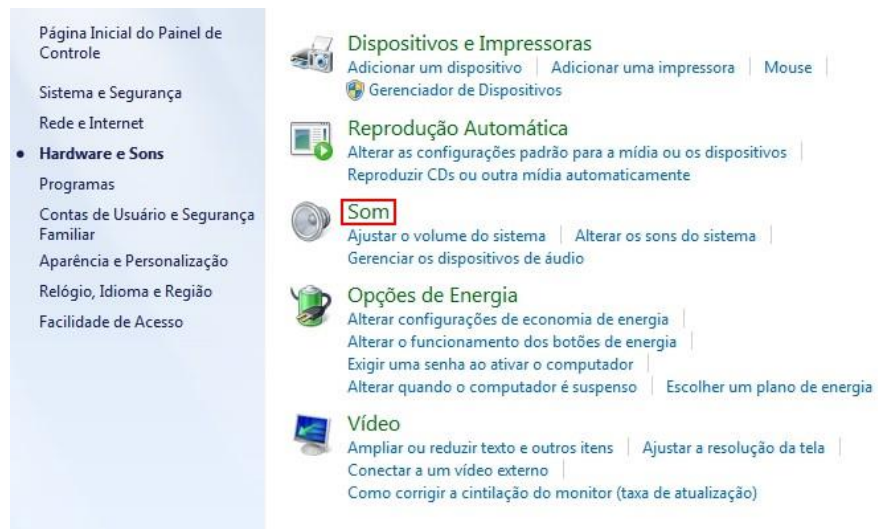 Página Inicial do Painel de
Controle
Sistema e Segurança
Rede e Internet
Hardware e Sons
Programas
Contas de Usuário e Segurança
Familiar
Aparência e Personalização
Relógio, Idioma e Região
Facilidade de Acesso
Dispositivos e Impressoras
Adicionar um dispositivo | Adicionar uma impressora | Mouse |
Gerenciador de Dispositivos
Reprodução Automática
Alterar as configurações padrão para a mídia ou os dispositivos |
Reproduzir CDs ou outra mídia automaticamente
Som
Ajustar o volume do sistema | Alterar os sons do sistema |
Gerenciar os dispositivos de áudio
Opções de Energia
Alterar configurações de economia de energia |
Alterar o funcionamento dos botões de energia |
Exigir uma senha ao ativar o computador |
Alterar quando o computador é suspenso | Escolher um plano de energia
Vídeo
Ampliar ou reduzir texto e outros itens | Ajustar a resolução da tela |
Conectar a um vídeo externo |
Como corrigir a cintilação do monitor (taxa de atualização)